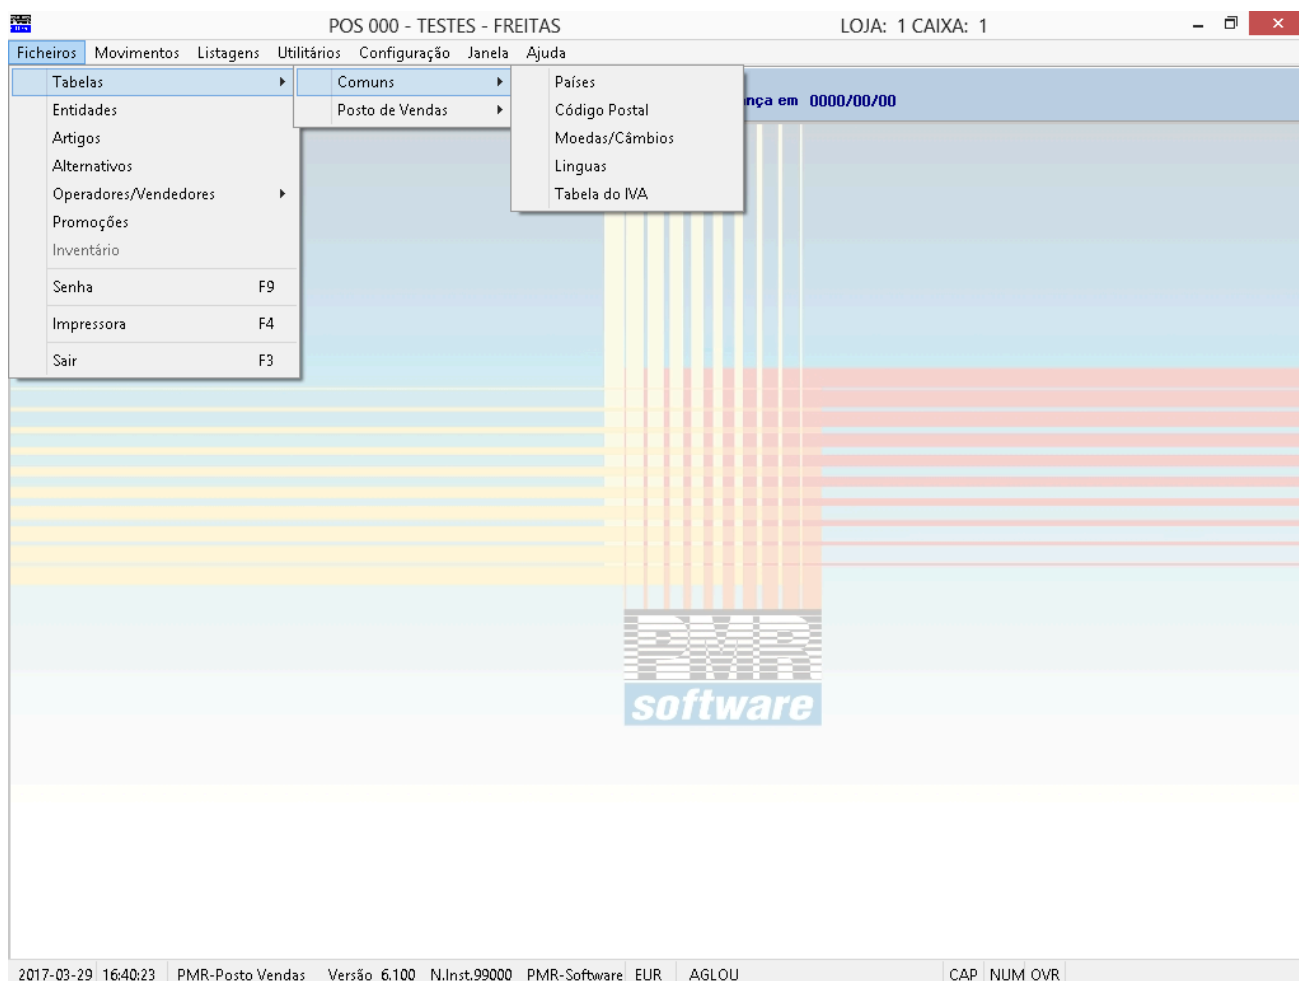 POS 000 - TESTES - FREITAS LOJA: 1 CAIXA: 1
Ficheiros Movimentos Listagens Utilitários Configuração Janela Ajuda
Tabelas
Entidades
Artigos
Alternativos
Operadores/Vendedores
Promoções
Inventário
Senha F9
Impressora F4
Sair F3
Comuns
Posto de Vendas
Países
Código Postal
Moedas/Câmbios
Linguas
Tabela do IVA
em 0000/00/00
PMR
software
2017-03-29 16:40:23 PMR-Posto Vendas Versão 6.100 N.Inst.99000 PMR-Software EUR AGLOU CAP NUM OVR